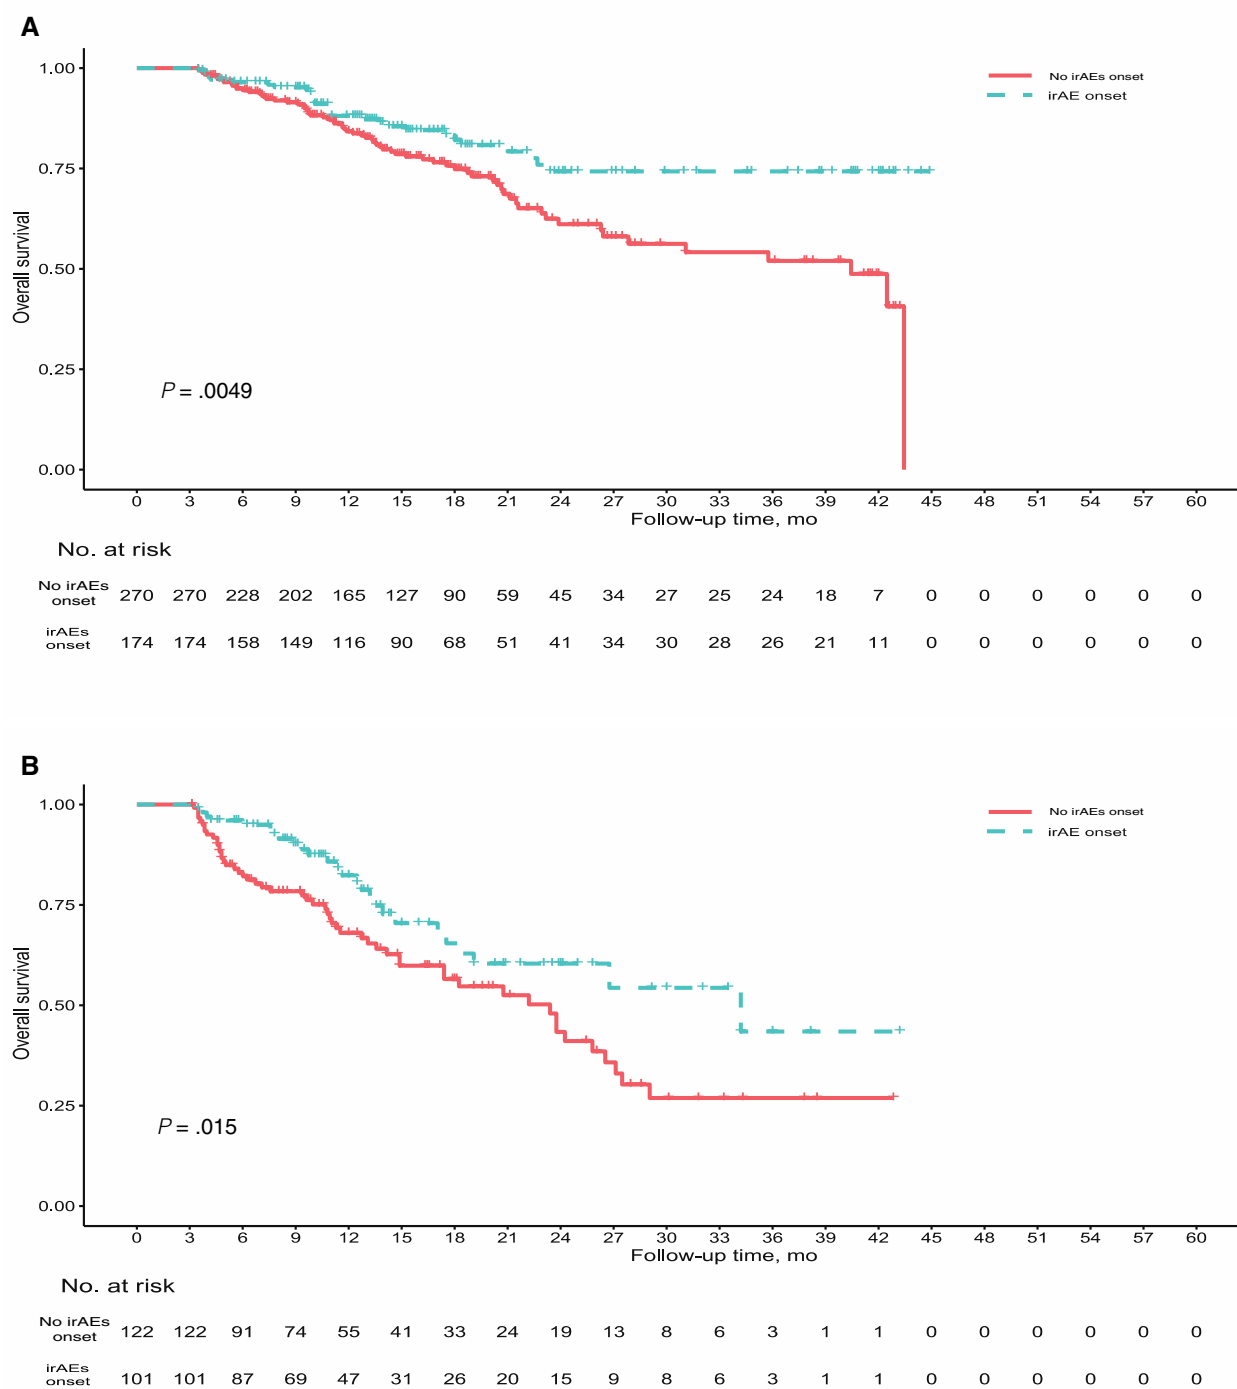 A
1.00
0.75
0.50
0.25
0.00
Overall survival
No irAEs onset
irAE onset
P = .0049
0 3 6 9 12 15 18 21 24 27 30 33 36 39 42 45 48 51 54 57 60
Follow-up time, mo
No. at risk
No irAEs
onset
270 270 228 202 165 127 90 59 45 34 27 25 24 18 7 0 0 0 0 0 0
irAEs
onset
174 174 158 149 116 90 68 51 41 34 30 28 26 21 11 0 0 0 0 0 0
B
1.00
0.75
0.50
0.25
0.00
Overall survival
No irAEs onset
irAE onset
P = .015
0 3 6 9 12 15 18 21 24 27 30 33 36 39 42 45 48 51 54 57 60
Follow-up time, mo
No. at risk
No irAEs
onset
122 122 91 74 55 41 33 24 19 13 8 6 3 1 1 0 0 0 0 0 0
irAEs
onset
101 101 87 69 47 31 26 20 15 9 8 6 3 1 1 0 0 0 0 0 0